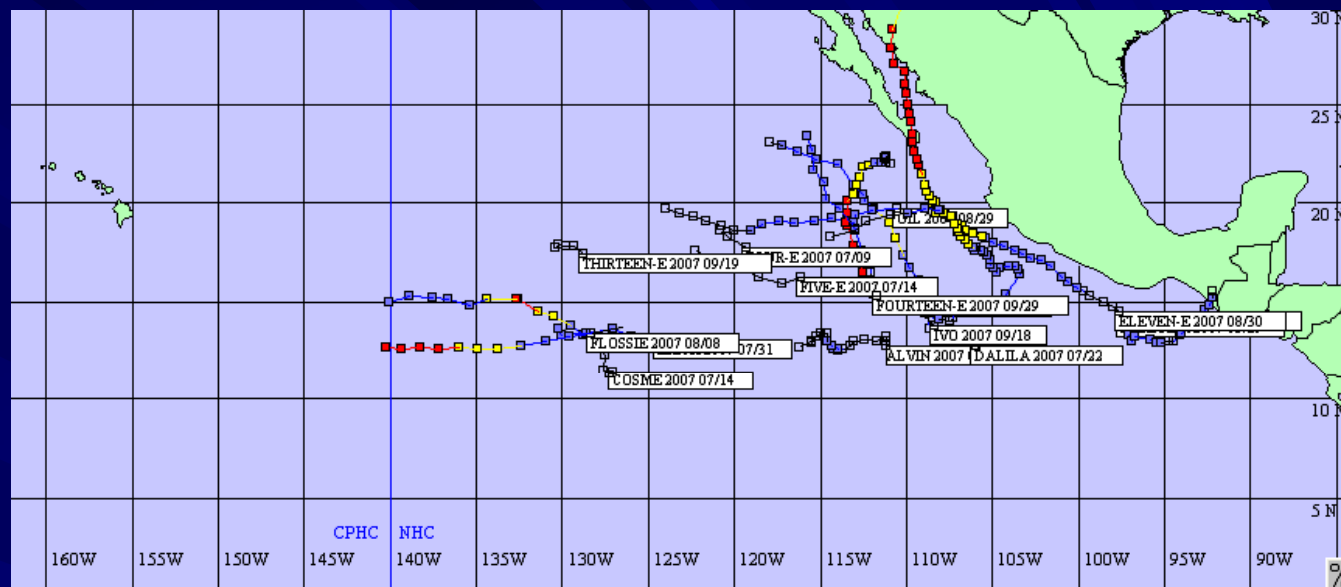 30 N
25 N
20 N
GIL 2007 08/29
THIRTEEN-E 2007 09/19
FOUR-E 2007 07/09
FIVE-E 2007 07/14
FOURTEEN-E 2007 09/29
ELEVEN-E 2007 08/30
IVO 2007 09/18
FLOSSIE 2007 08/08
07/31
ALVIN 2007
DALILA 2007 07/22
COSME 2007 07/14
10 N
5 N
CPHC NHC
160W 155W 150W 145W 140W 135W 130W 125W 120W 115W 110W 105W 100W 95W 90W